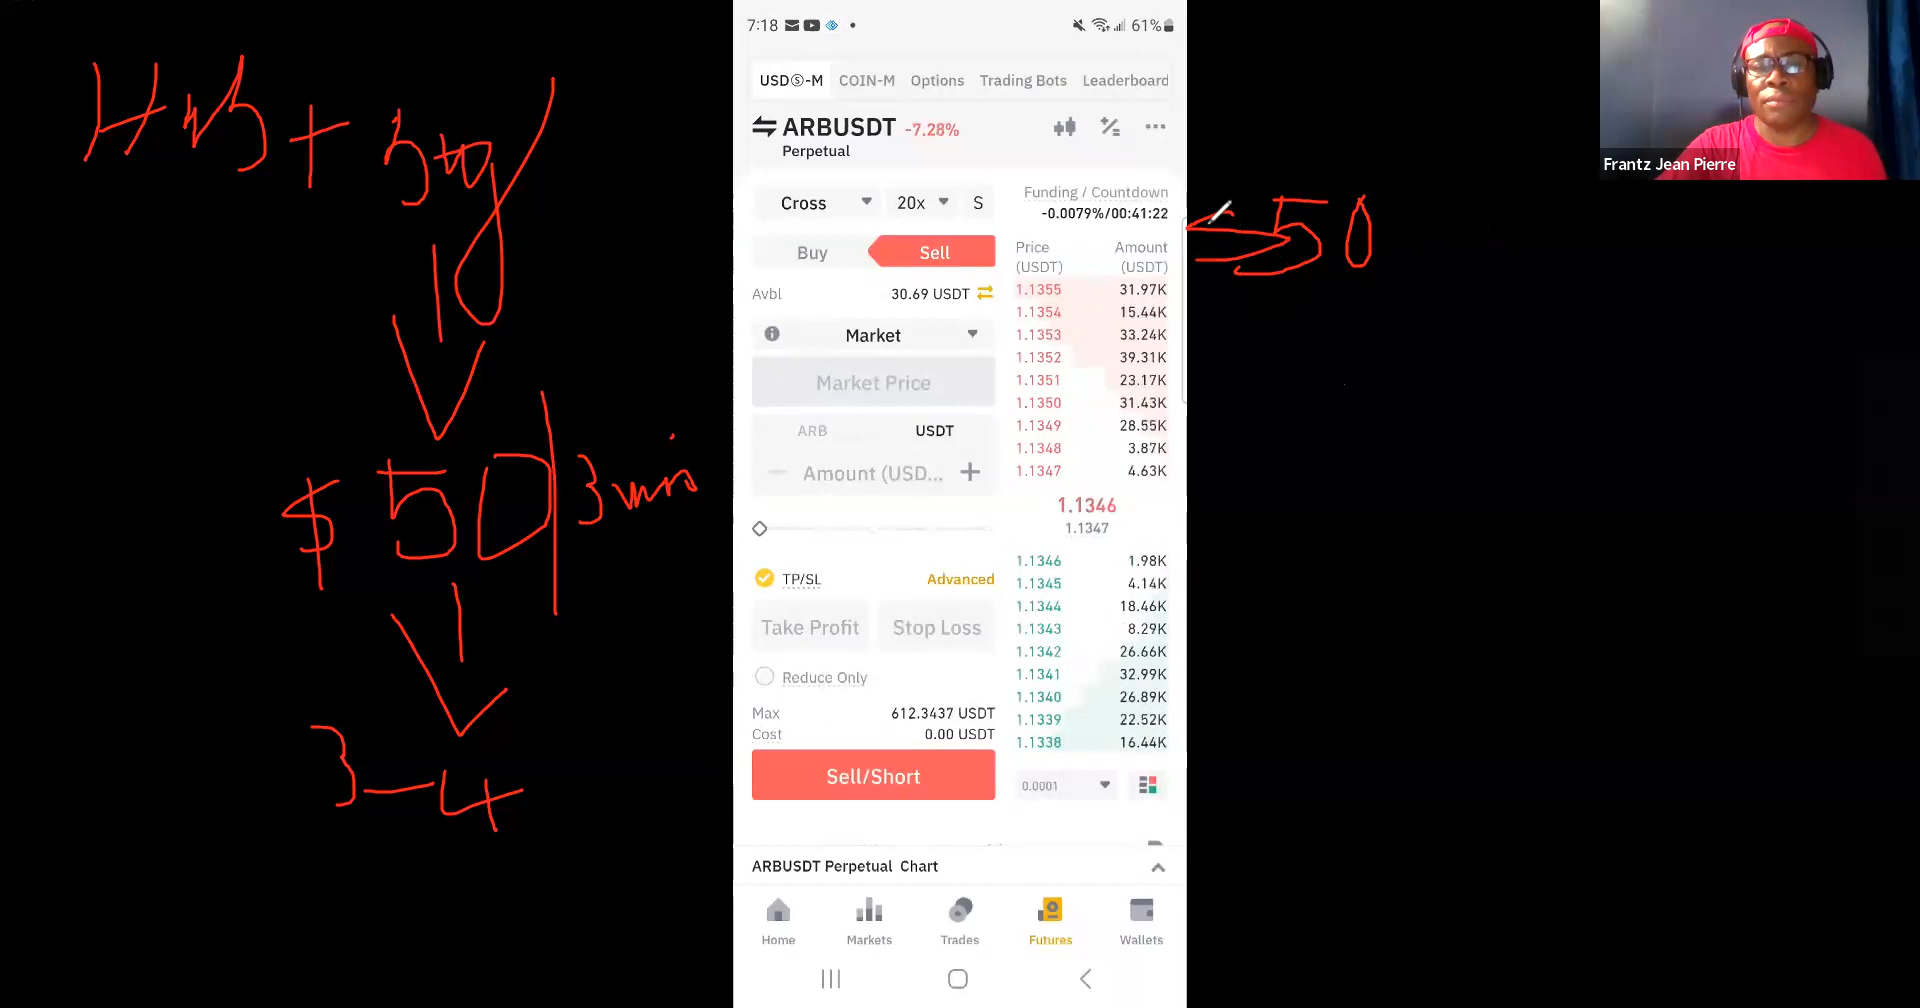 7:18 61%
USDⓈ-M COIN-M Options Trading Bots Leaderboard
ARBUSDT -7.28%
Perpetual
Cross 20x S
Buy Sell
Avbl 30.69 USDT
Market
Market Price
ARB USDT
Amount (USD...
TP/SL Advanced
Take Profit Stop Loss
Reduce Only
Max 612.3437 USDT
Cost 0.00 USDT
Sell/Short
Funding / Countdown
-0.0079%/00:41:22
Price Amount
(USDT) (USDT)
1.1355 31.97K
1.1354 15.44K
1.1353 33.24K
1.1352 39.31K
1.1351 23.17K
1.1350 31.43K
1.1349 28.55K
1.1348 3.87K
1.1347 4.63K
1.1346
1.1347
1.1346 1.98K
1.1345 4.14K
1.1344 18.46K
1.1343 8.29K
1.1342 26.66K
1.1341 32.99K
1.1340 26.89K
1.1339 22.52K
1.1338 16.44K
0.0001
ARBUSDT Perpetual Chart
Home Markets Trades Futures Wallets
$ 50 3 min
3-4
50
Frantz Jean Pierre